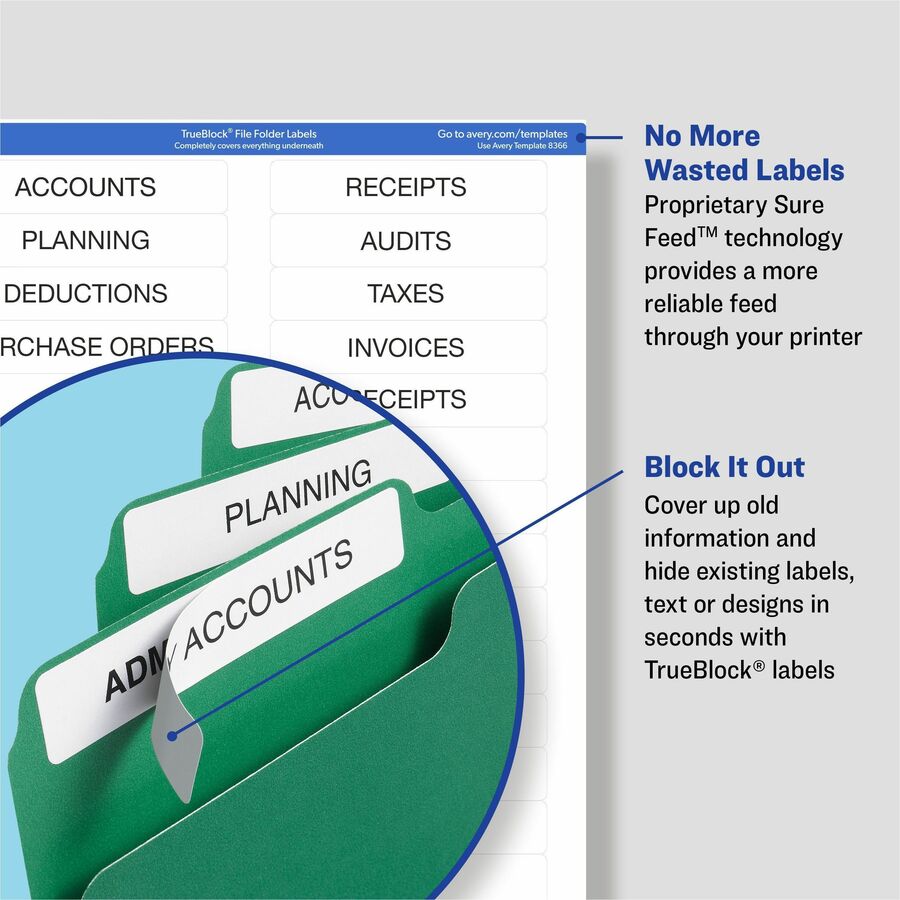 TrueBlock® File Folder Labels
Completely covers everything underneath
Go to avery.com/templates
Use Avery Template 8366
ACCOUNTS
RECEIPTS
PLANNING
AUDITS
DEDUCTIONS
TAXES
RCHASE ORDERS
INVOICES
ACO
CEIPTS
PLANNING
ACCOUNTS
ADM
No More
Wasted Labels
Proprietary Sure
Feed™ technology
provides a more
reliable feed
through your printer
Block It Out
Cover up old
information and
hide existing labels,
text or designs in
seconds with
TrueBlock® labels